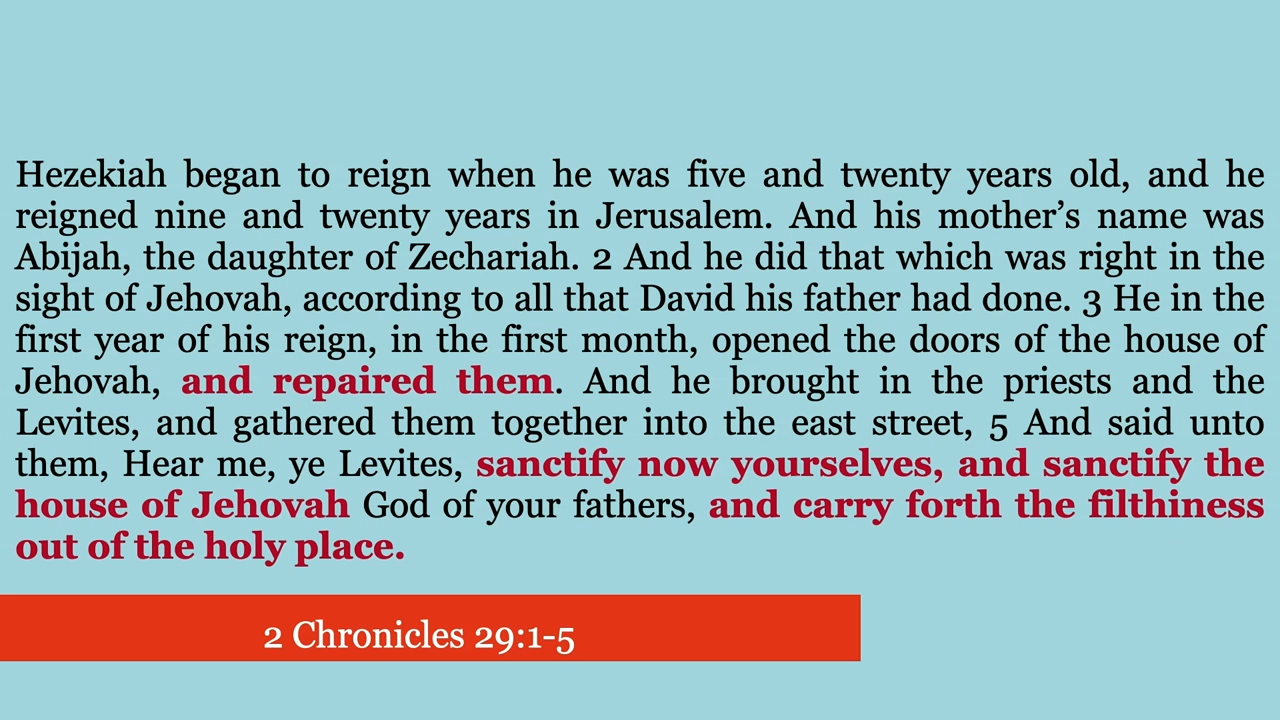 Hezekiah began to reign when he was five and twenty years old, and he
reigned nine and twenty years in Jerusalem. And his mother’s name was
Abijah, the daughter of Zechariah. 2 And he did that which was right in the
sight of Jehovah, according to all that David his father had done. 3 He in the
first year of his reign, in the first month, opened the doors of the house of
Jehovah, and repaired them. And he brought in the priests and the
Levites, and gathered them together into the east street, 5 And said unto
them, Hear me, ye Levites, sanctify now yourselves, and sanctify the
house of Jehovah God of your fathers, and carry forth the filthiness
out of the holy place.
2 Chronicles 29:1-5